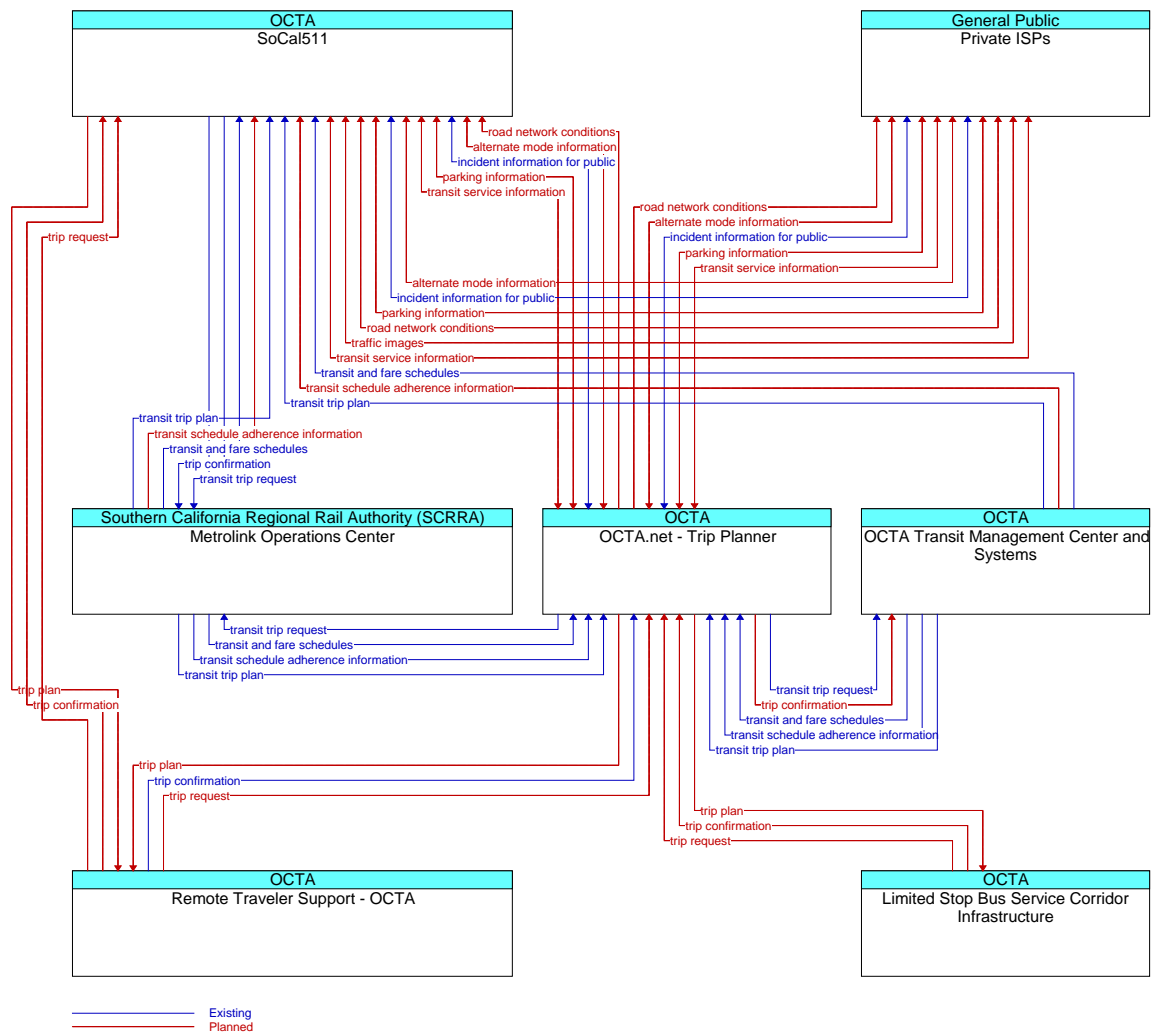 OCTA
SoCal511
General Public
Private ISPs
road network conditions
alternate mode information
incident information for public
parking information
transit service information
road network conditions
alternate mode information
incident information for public
parking information
transit service information
trip request
alternate mode information
incident information for public
parking information
road network conditions
traffic images
transit service information
transit and fare schedules
transit schedule adherence information
transit trip plan
transit trip plan
transit schedule adherence information
transit and fare schedules
trip confirmation
transit trip request
Southern California Regional Rail Authority (SCRRA)
Metrolink Operations Center
OCTA
OCTA.net - Trip Planner
OCTA
OCTA Transit Management Center and
Systems
transit trip request
transit and fare schedules
transit schedule adherence information
transit trip plan
transit trip request
trip confirmation
transit and fare schedules
transit schedule adherence information
transit trip plan
trip plan
trip confirmation
trip plan
trip confirmation
trip request
trip plan
trip confirmation
trip request
OCTA
Remote Traveler Support - OCTA
OCTA
Limited Stop Bus Service Corridor
Infrastructure
Existing
Planned